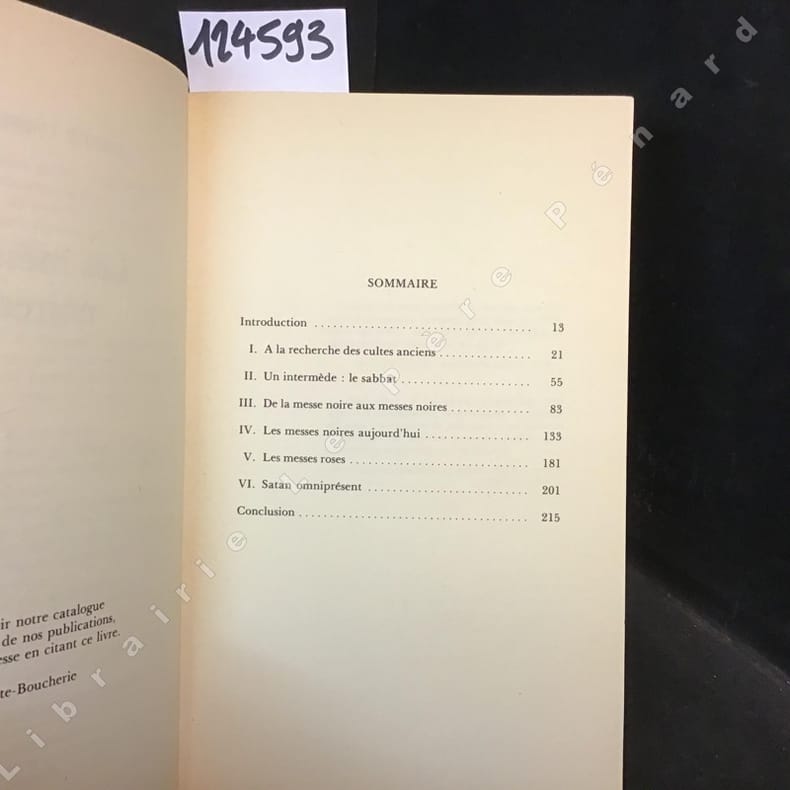 124593
SOMMAIRE
Introduction .................................... 13
I. A la recherche des cultes anciens ............... 21
II. Un intermède : le sabbat ..................... 55
III. De la messe noire aux messes noires ............. 83
IV. Les messes noires aujourd'hui ................. 133
V. Les messes roses ............................. 181
VI. Satan omniprésent .......................... 201
Conclusion ..................................... 215
ir notre catalogue
de nos publications,
esse en citant ce livre.
te-Boucherie
Librairie Le Père Pénard